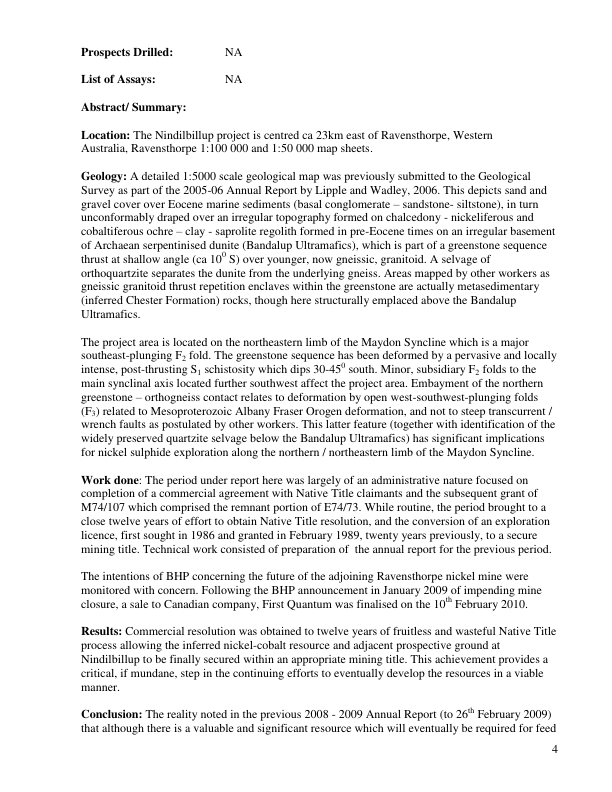 Prospects Drilled: NA
List of Assays: NA
Abstract/ Summary:
Location: The Nindilbillup project is centred ca 23km east of Ravensthorpe, Western
Australia, Ravensthorpe 1:100 000 and 1:50 000 map sheets.
Geology: A detailed 1:5000 scale geological map was previously submitted to the Geological
Survey as part of the 2005-06 Annual Report by Lipple and Wadley, 2006. This depicts sand and
gravel cover over Eocene marine sediments (basal conglomerate – sandstone- siltstone), in turn
unconformably draped over an irregular topography formed on chalcedony - nickeliferous and
cobaltiferous ochre – clay - saprolite regolith formed in pre-Eocene times on an irregular basement
of Archaean serpentinised dunite (Bandalup Ultramafics), which is part of a greenstone sequence
thrust at shallow angle (ca 10⁰ S) over younger, now gneissic, granitoid. A selvage of
orthoquartzite separates the dunite from the underlying gneiss. Areas mapped by other workers as
gneissic granitoid thrust repetition enclaves within the greenstone are actually metasedimentary
(inferred Chester Formation) rocks, though here structurally emplaced above the Bandalup
Ultramafics.
The project area is located on the northeastern limb of the Maydon Syncline which is a major
southeast-plunging F₂ fold. The greenstone sequence has been deformed by a pervasive and locally
intense, post-thrusting S₁ schistosity which dips 30-45⁰ south. Minor, subsidiary F₂ folds to the
main synclinal axis located further southwest affect the project area. Embayment of the northern
greenstone – orthogneiss contact relates to deformation by open west-southwest-plunging folds
(F₃) related to Mesoproterozoic Albany Fraser Orogen deformation, and not to steep transcurrent /
wrench faults as postulated by other workers. This latter feature (together with identification of the
widely preserved quartzite selvage below the Bandalup Ultramafics) has significant implications
for nickel sulphide exploration along the northern / northeastern limb of the Maydon Syncline.
Work done: The period under report here was largely of an administrative nature focused on
completion of a commercial agreement with Native Title claimants and the subsequent grant of
M74/107 which comprised the remnant portion of E74/73. While routine, the period brought to a
close twelve years of effort to obtain Native Title resolution, and the conversion of an exploration
licence, first sought in 1986 and granted in February 1989, twenty years previously, to a secure
mining title. Technical work consisted of preparation of  the annual report for the previous period.
The intentions of BHP concerning the future of the adjoining Ravensthorpe nickel mine were
monitored with concern. Following the BHP announcement in January 2009 of impending mine
closure, a sale to Canadian company, First Quantum was finalised on the 10ᵗʰ February 2010.
Results: Commercial resolution was obtained to twelve years of fruitless and wasteful Native Title
process allowing the inferred nickel-cobalt resource and adjacent prospective ground at
Nindilbillup to be finally secured within an appropriate mining title. This achievement provides a
critical, if mundane, step in the continuing efforts to eventually develop the resources in a viable
manner.
Conclusion: The reality noted in the previous 2008 - 2009 Annual Report (to 26ᵗʰ February 2009)
that although there is a valuable and significant resource which will eventually be required for feed
4